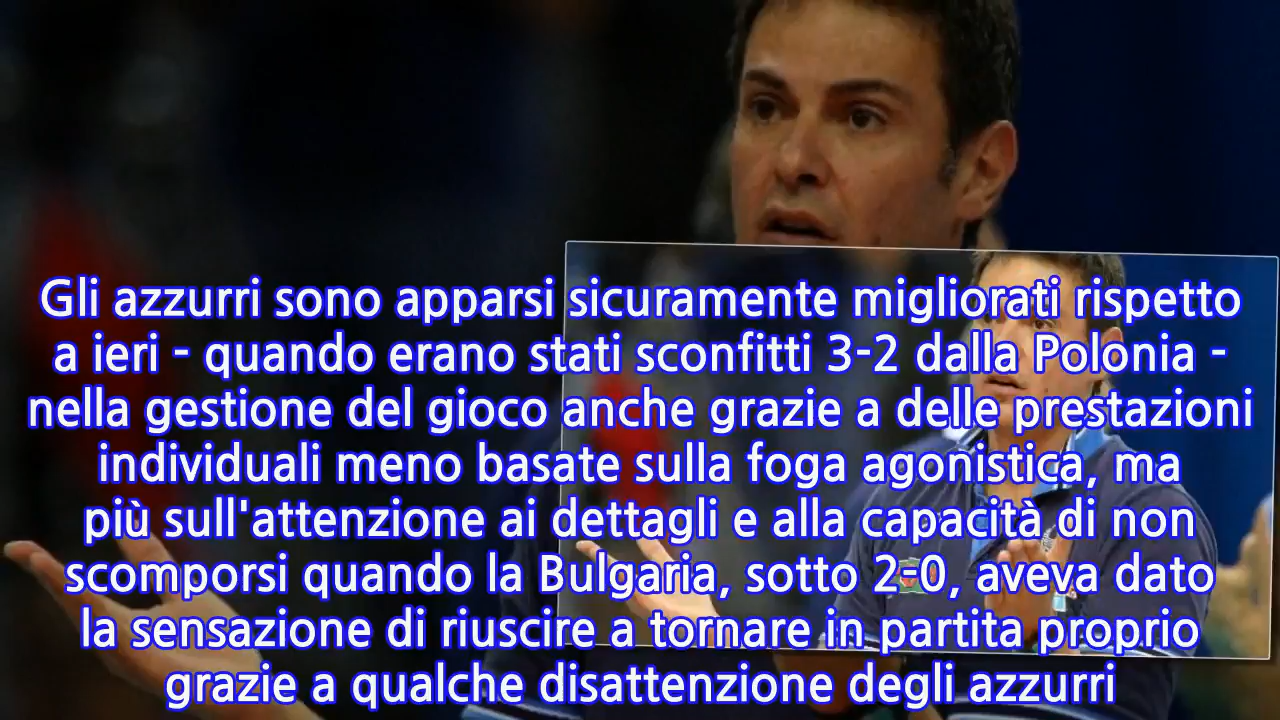 Gli azzurri sono apparsi sicuramente migliorati rispetto
a ieri - quando erano stati sconfitti 3-2 dalla Polonia -
nella gestione del gioco anche grazie a delle prestazioni
individuali meno basate sulla foga agonistica, ma
più sull'attenzione ai dettagli e alla capacità di non
scomporsi quando la Bulgaria, sotto 2-0, aveva dato
la sensazione di riuscire a tornare in partita proprio
grazie a qualche disattenzione degli azzurri